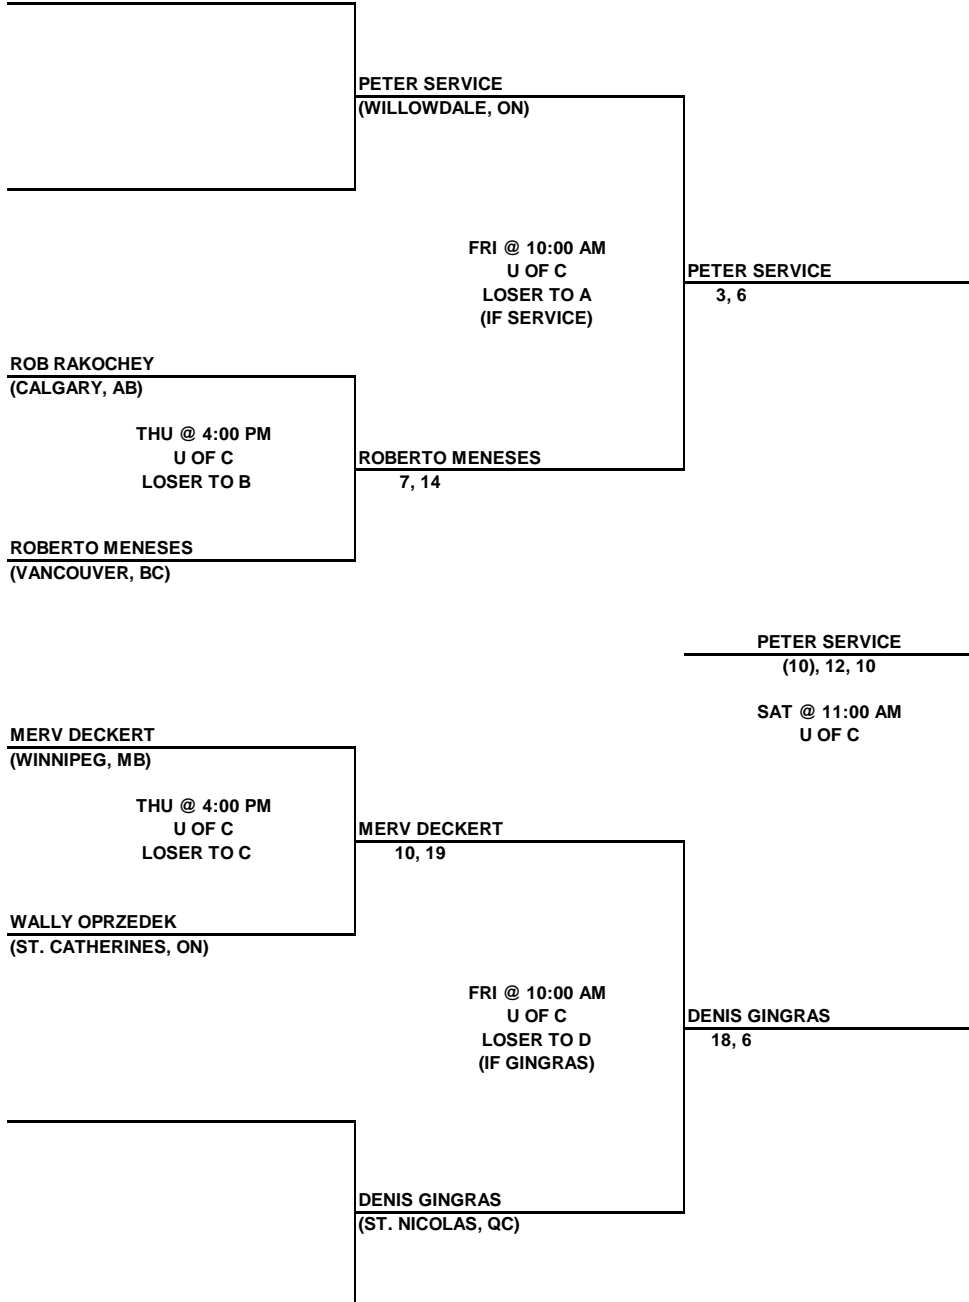 PETER SERVICE
(WILLOWDALE, ON)
FRI @ 10:00 AM
U OF C
LOSER TO A
(IF SERVICE)
PETER SERVICE
3, 6
ROB RAKOCHEY
(CALGARY, AB)
THU @ 4:00 PM
U OF C
LOSER TO B
ROBERTO MENESES
7, 14
ROBERTO MENESES
(VANCOUVER, BC)
PETER SERVICE
(10), 12, 10
SAT @ 11:00 AM
U OF C
MERV DECKERT
(WINNIPEG, MB)
THU @ 4:00 PM
U OF C
LOSER TO C
MERV DECKERT
10, 19
WALLY OPRZEDEK
(ST. CATHERINES, ON)
FRI @ 10:00 AM
U OF C
LOSER TO D
(IF GINGRAS)
DENIS GINGRAS
18, 6
DENIS GINGRAS
(ST. NICOLAS, QC)